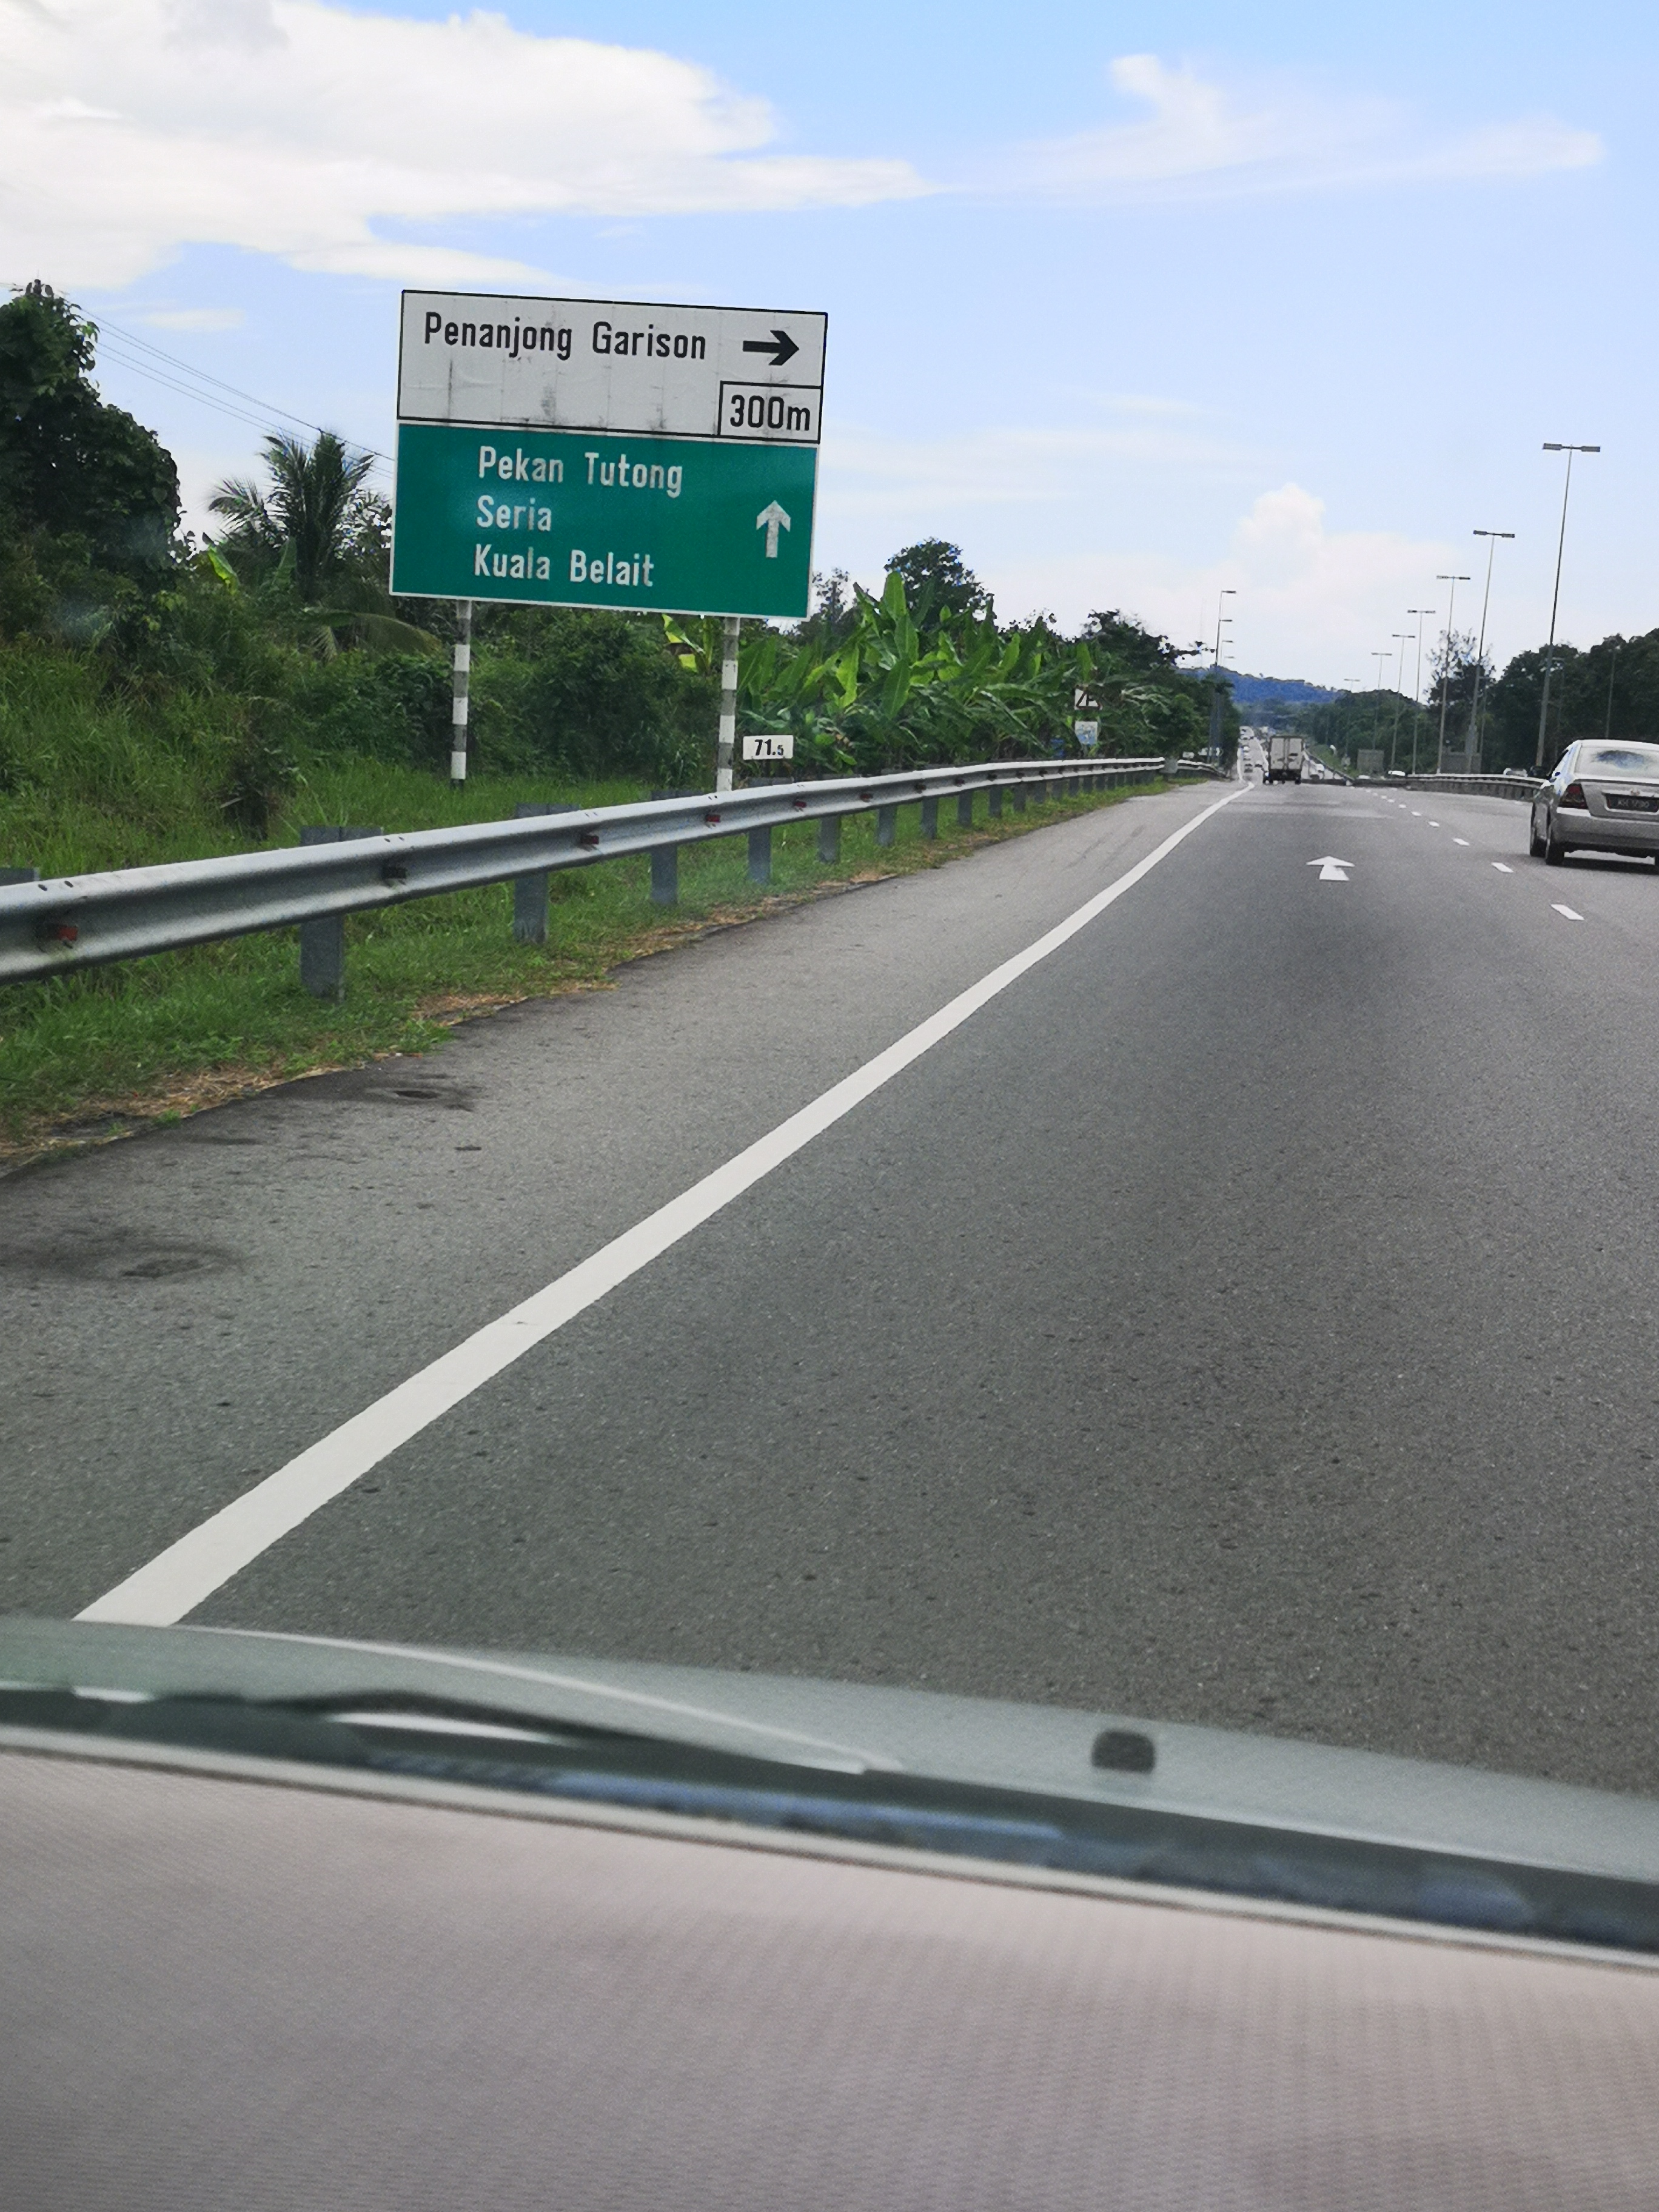 Penanjong Garison
300m
Pekan Tutong
Seria
Kuala Belait
71.5